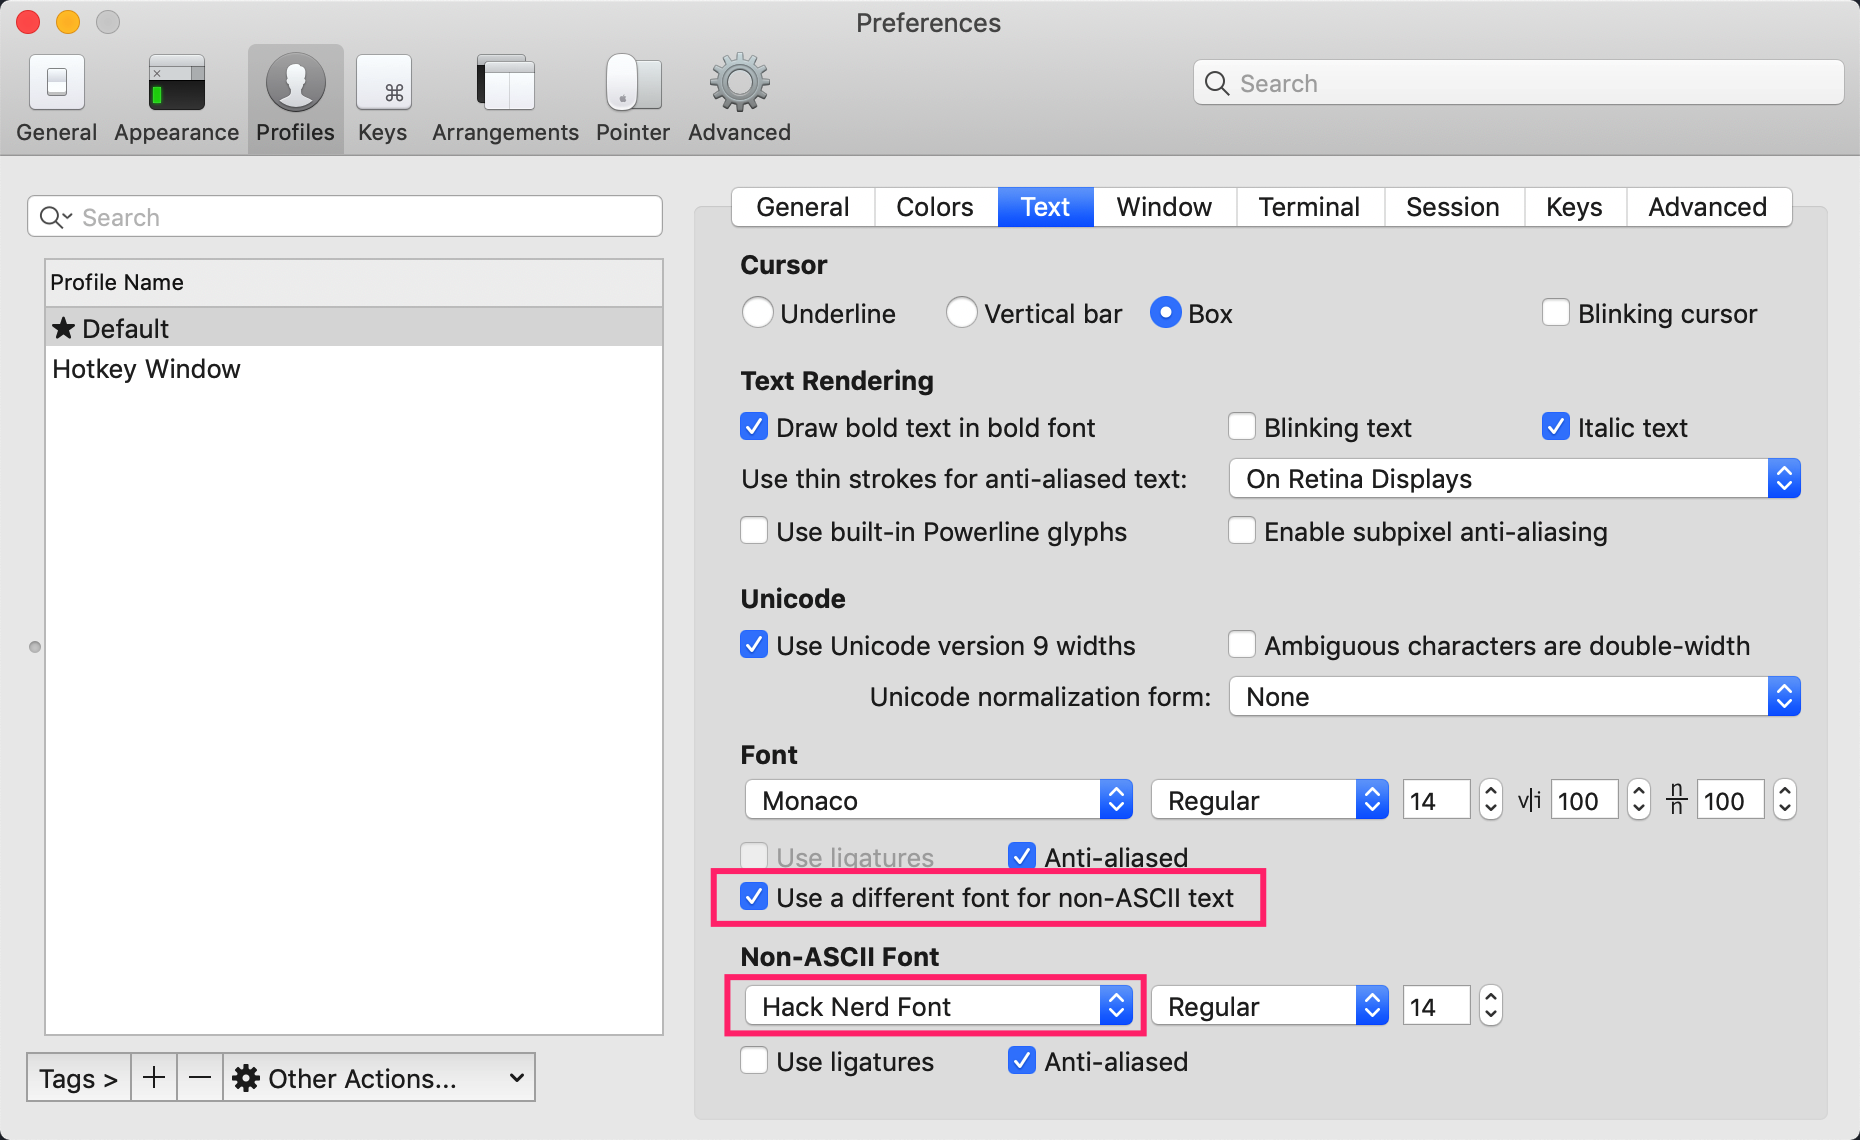 Preferences
General Appearance Profiles Keys Arrangements Pointer Advanced
Search
Search
Profile Name
★ Default
Hotkey Window
Tags > + − Other Actions...
General Colors Text Window Terminal Session Keys Advanced
Cursor
Underline Vertical bar Box Blinking cursor
Text Rendering
Draw bold text in bold font Blinking text Italic text
Use thin strokes for anti-aliased text: On Retina Displays
Use built-in Powerline glyphs Enable subpixel anti-aliasing
Unicode
Use Unicode version 9 widths Ambiguous characters are double-width
Unicode normalization form: None
Font
Monaco Regular 14 v|i 100 n/n 100
Use ligatures Anti-aliased
Use a different font for non-ASCII text
Non-ASCII Font
Hack Nerd Font Regular 14
Use ligatures Anti-aliased